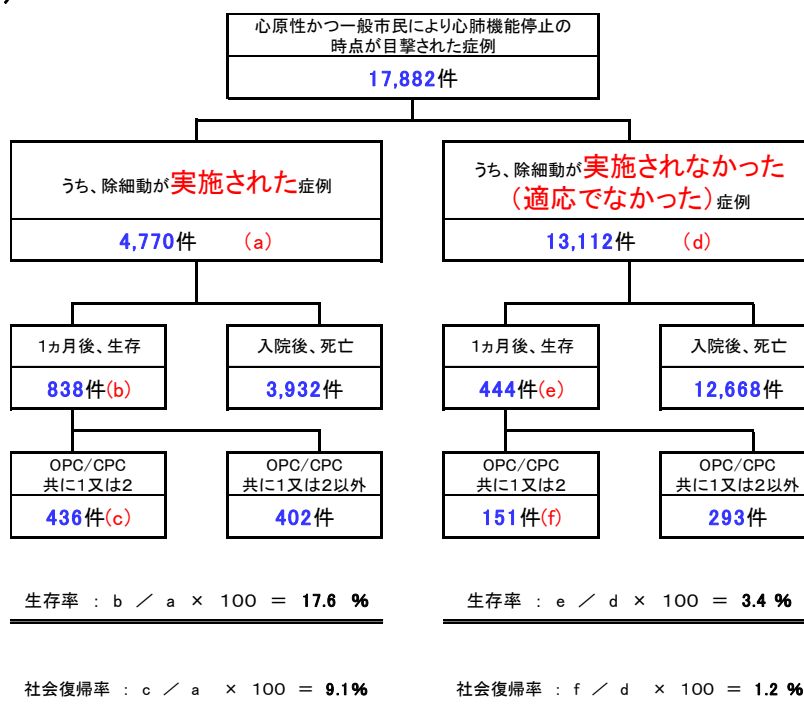 心原性かつ一般市民により心肺機能停止の
時点が目撃された症例
17,882件
うち、除細動が実施された症例
4,770件 (a)
うち、除細動が実施されなかった
(適応でなかった)症例
13,112件 (d)
1ヵ月後、生存
838件(b)
入院後、死亡
3,932件
1ヵ月後、生存
444件(e)
入院後、死亡
12,668件
OPC/CPC
共に1又は2
436件(c)
OPC/CPC
共に1又は2以外
402件
OPC/CPC
共に1又は2
151件(f)
OPC/CPC
共に1又は2以外
293件
生存率 : b / a × 100 = 17.6 %
生存率 : e / d × 100 = 3.4 %
社会復帰率 : c / a × 100 = 9.1%
社会復帰率 : f / d × 100 = 1.2 %